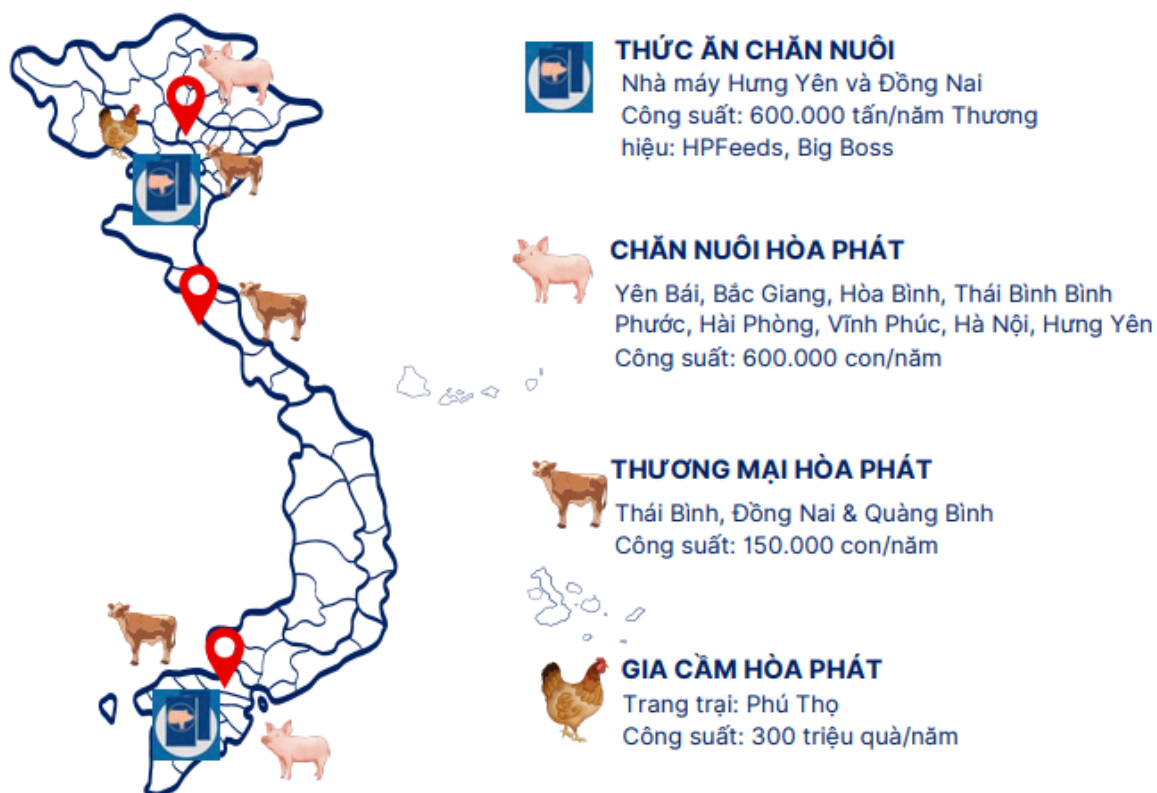 THỨC ĂN CHĂN NUÔI
Nhà máy Hưng Yên và Đồng Nai
Công suất: 600.000 tấn/năm Thương
hiệu: HPFeeds, Big Boss
CHĂN NUÔI HÒA PHÁT
Yên Bái, Bắc Giang, Hòa Bình, Thái Bình Bình
Phước, Hài Phòng, Vĩnh Phúc, Hà Nội, Hưng Yên
Công suất: 600.000 con/năm
THƯƠNG MẠI HÒA PHÁT
Thái Bình, Đồng Nai & Quàng Bình
Công suất: 150.000 con/năm
GIA CẦM HÒA PHÁT
Trang trại: Phú Thọ
Công suất: 300 triệu quà/năm